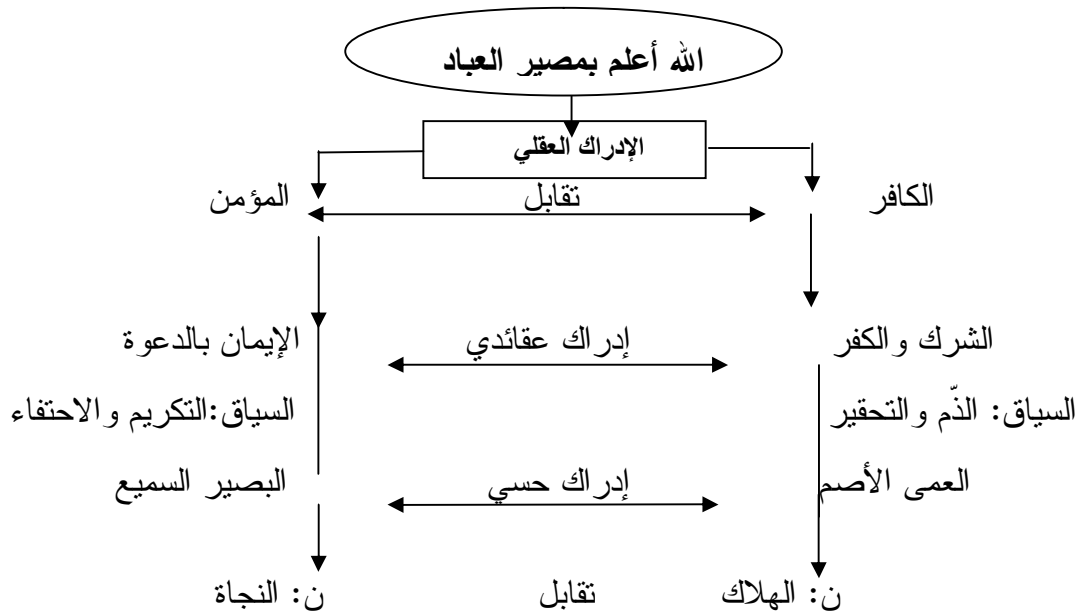 الله أعلم بمصير العباد
الإدراك العقلي
الكافر تقابل المؤمن
الشرك والكفر إدراك عقائدي الإيمان بالدعوة
السياق: الذّم والتحقير السياق:التكريم والاحتفاء
العمى الأصم إدراك حسي البصير السميع
ن: الهلاك تقابل ن: النجاة